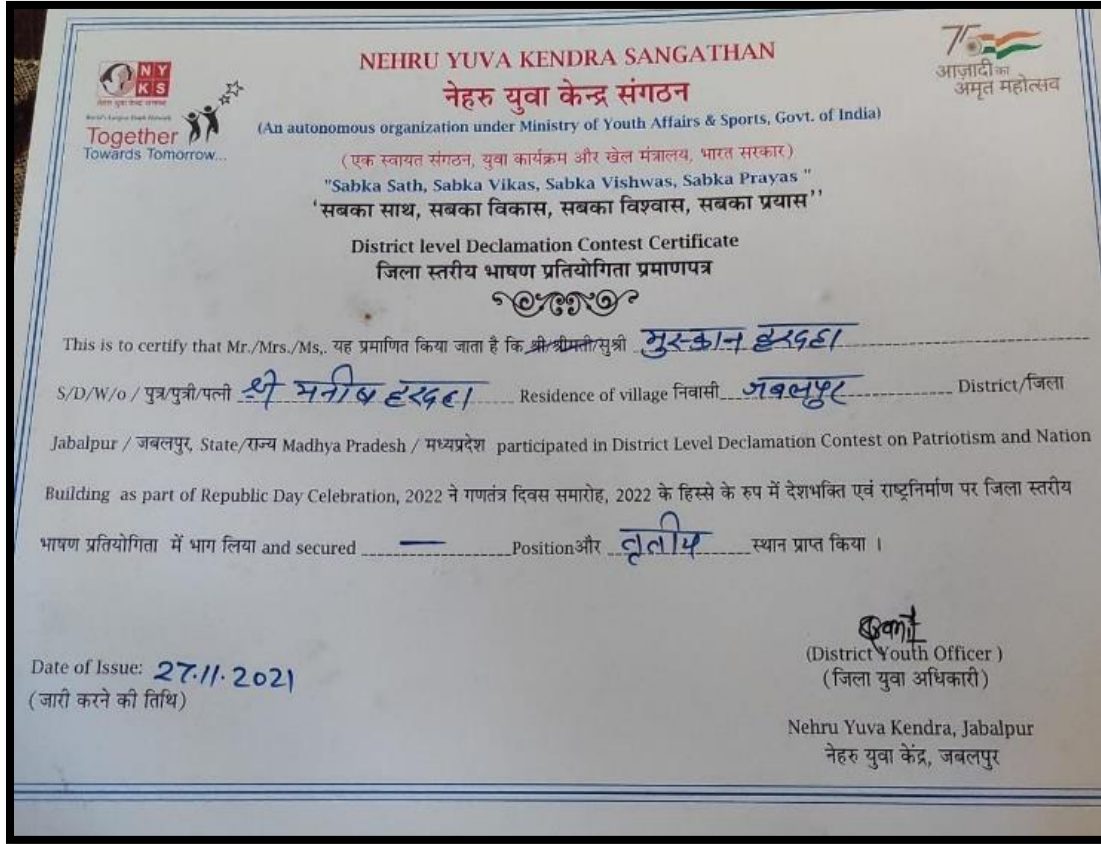 NEHRU YUVA KENDRA SANGATHAN
नेहरु युवा केन्द्र संगठन
(An autonomous organization under Ministry of Youth Affairs & Sports, Govt. of India)
(एक स्वायत संगठन, युवा कार्यक्रम और खेल मंत्रालय, भारत सरकार)
"Sabka Sath, Sabka Vikas, Sabka Vishwas, Sabka Prayas "
'सबका साथ, सबका विकास, सबका विश्वास, सबका प्रयास''
NYKS
Together
Towards Tomorrow...
75
आज़ादी का
अमृत महोत्सव
District level Declamation Contest Certificate
जिला स्तरीय भाषण प्रतियोगिता प्रमाणपत्र
This is to certify that Mr./Mrs./Ms,. यह प्रमाणित किया जाता है कि श्री/श्रीमती/सुश्री मुस्कान हरदहा
S/D/W/o / पुत्र/पुत्री/पत्नी श्री मनीष हरदहा Residence of village निवासी जबलपुर District/जिला
Jabalpur / जबलपुर, State/राज्य Madhya Pradesh / मध्यप्रदेश participated in District Level Declamation Contest on Patriotism and Nation
Building as part of Republic Day Celebration, 2022 ने गणतंत्र दिवस समारोह, 2022 के हिस्से के रुप में देशभक्ति एवं राष्ट्रनिर्माण पर जिला स्तरीय
भाषण प्रतियोगिता में भाग लिया and secured — Position और तृतीय स्थान प्राप्त किया ।
Date of Issue: 27.11.2021
(जारी करने की तिथि)
(District Youth Officer )
(जिला युवा अधिकारी)
Nehru Yuva Kendra, Jabalpur
नेहरु युवा केंद्र, जबलपुर